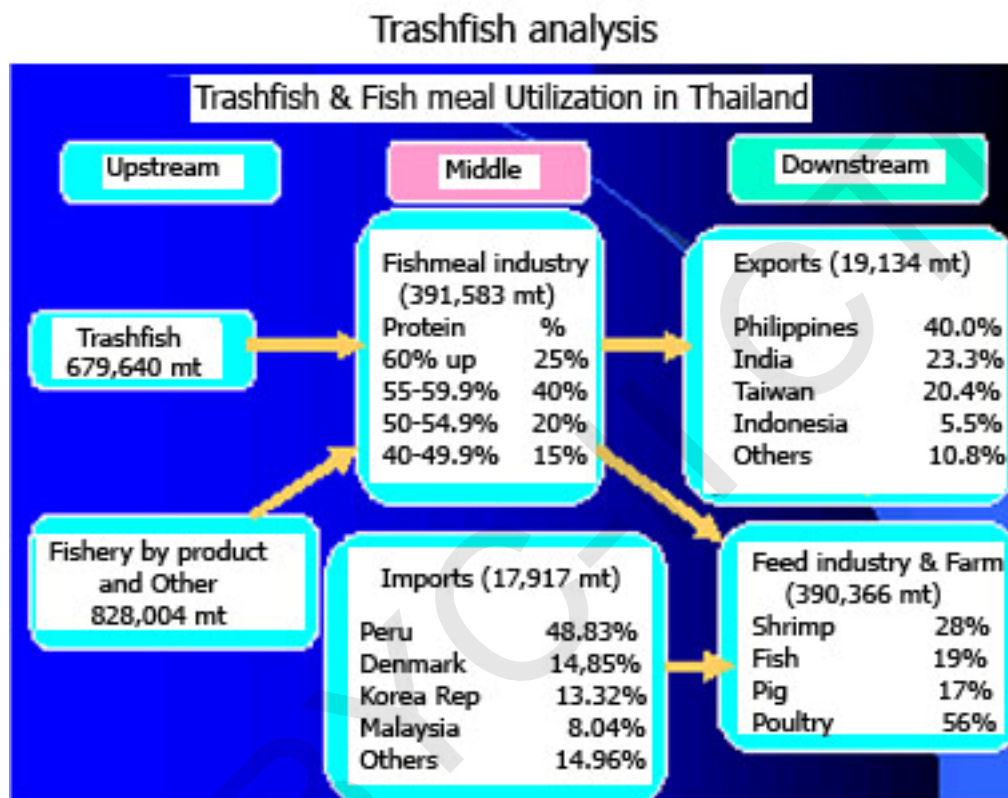 Trashfish analysis
Trashfish & Fish meal Utilization in Thailand
Upstream
Middle
Downstream
Trashfish
679,640 mt
Fishery by product
and Other
828,004 mt
Fishmeal industry
(391,583 mt)
Protein %
60% up 25%
55-59.9% 40%
50-54.9% 20%
40-49.9% 15%
Imports (17,917 mt)
Peru 48.83%
Denmark 14,85%
Korea Rep 13.32%
Malaysia 8.04%
Others 14.96%
Exports (19,134 mt)
Philippines 40.0%
India 23.3%
Taiwan 20.4%
Indonesia 5.5%
Others 10.8%
Feed industry & Farm
(390,366 mt)
Shrimp 28%
Fish 19%
Pig 17%
Poultry 56%